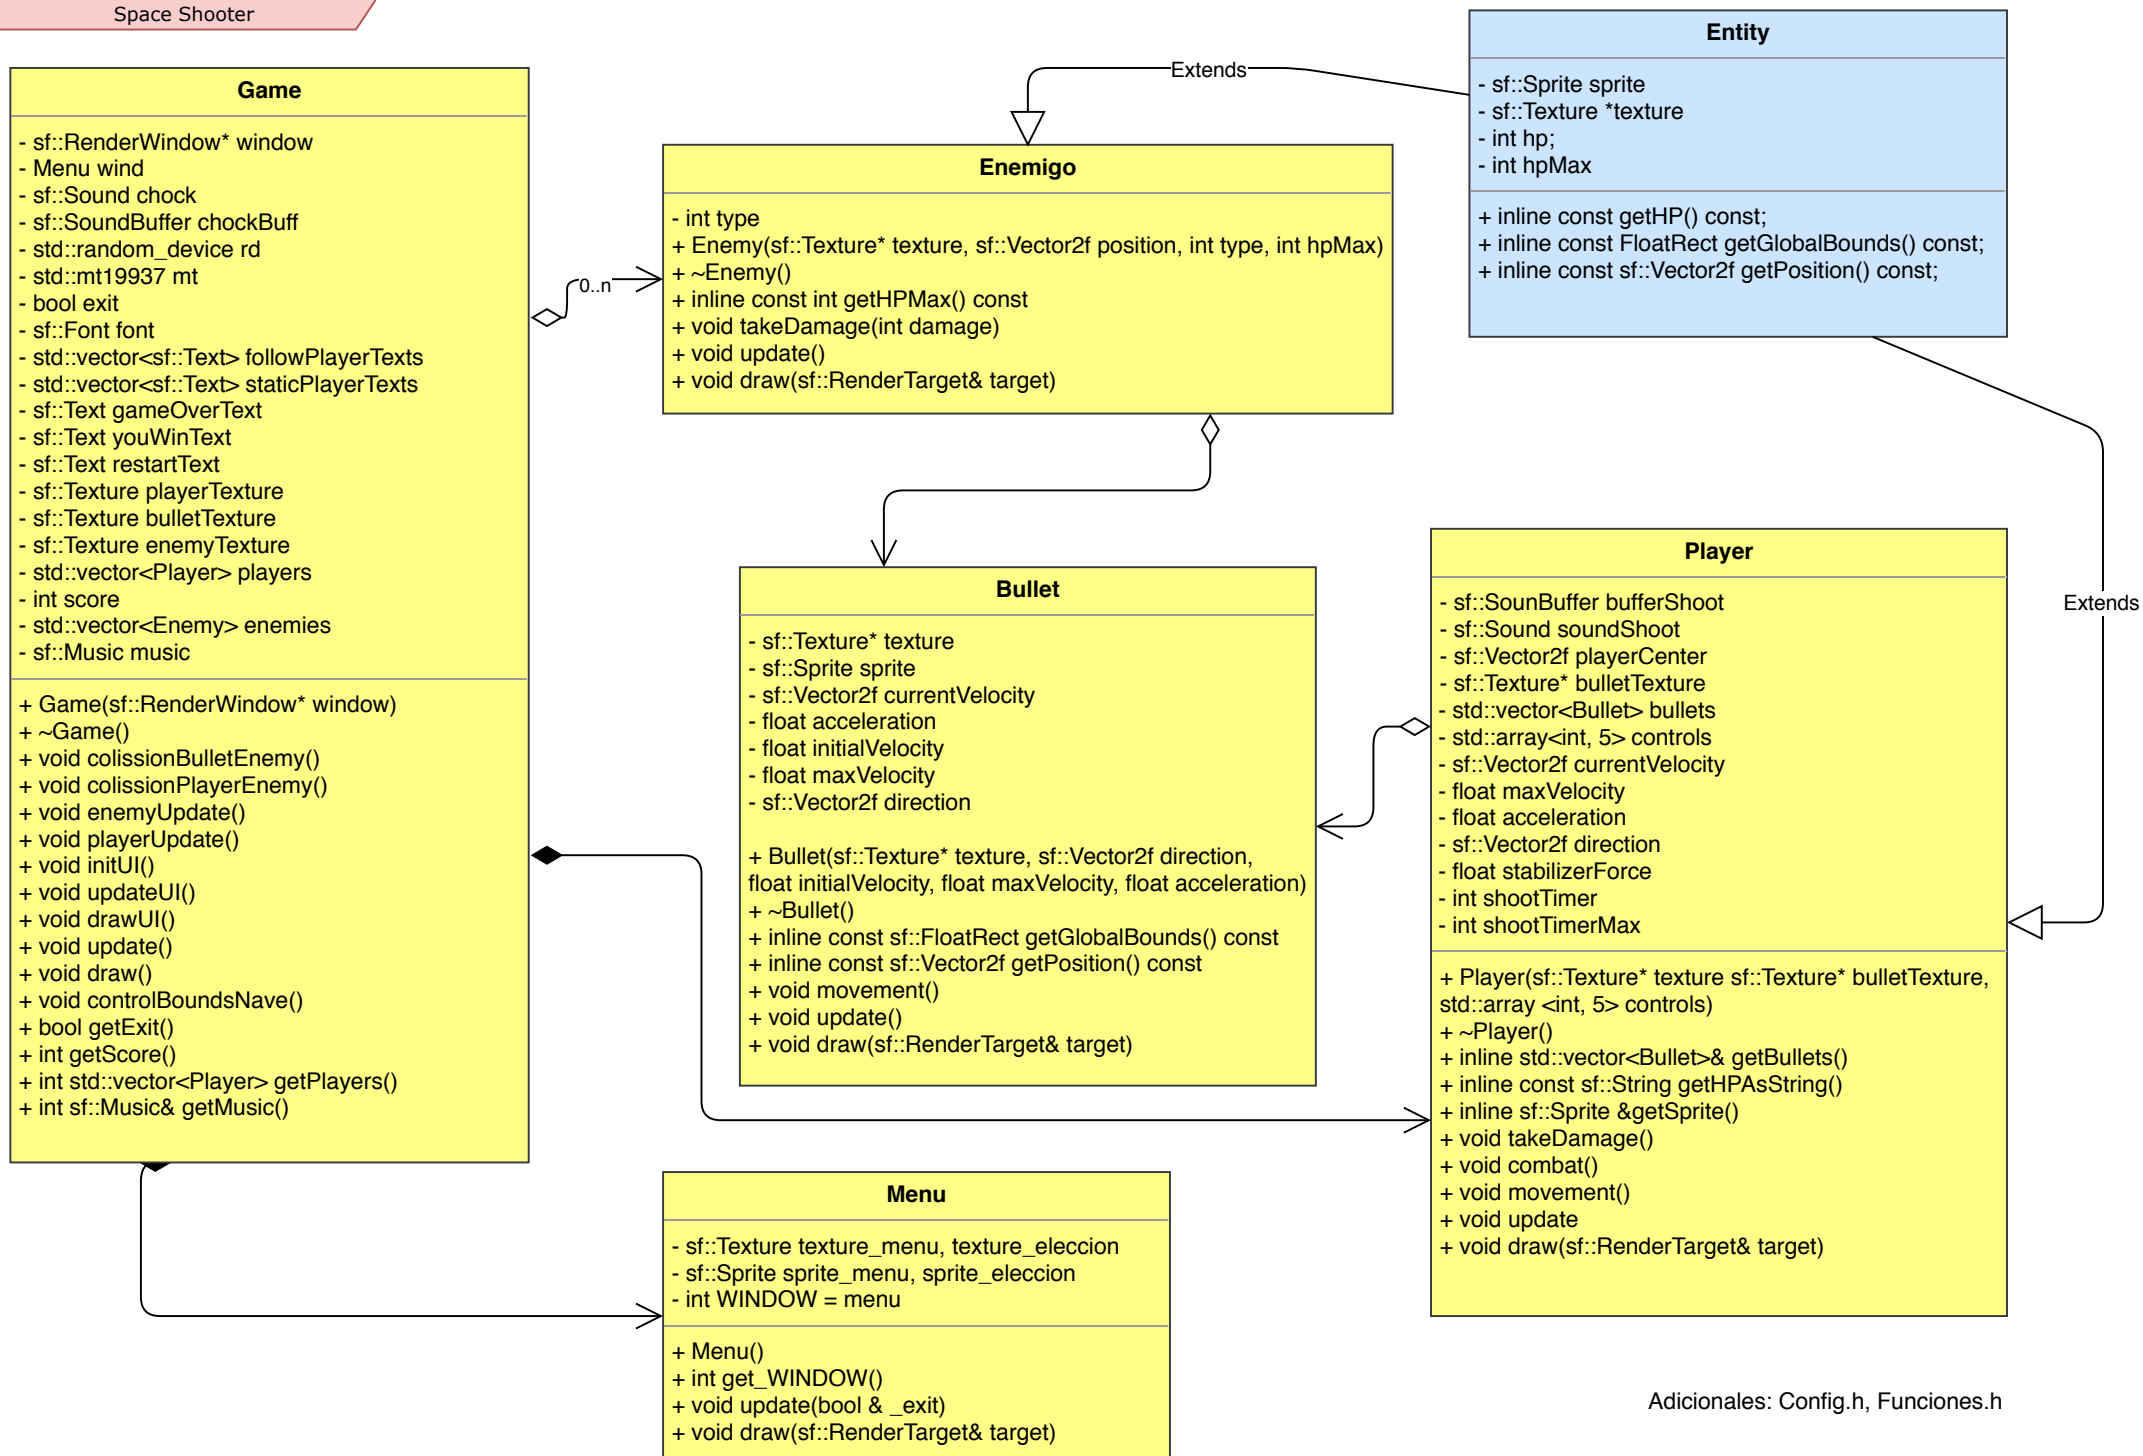 Space Shooter
Game
- sf::RenderWindow* window
- Menu wind
- sf::Sound chock
- sf::SoundBuffer chockBuff
- std::random_device rd
- std::mt19937 mt
- bool exit
- sf::Font font
- std::vector<sf::Text> followPlayerTexts
- std::vector<sf::Text> staticPlayerTexts
- sf::Text gameOverText
- sf::Text youWinText
- sf::Text restartText
- sf::Texture playerTexture
- sf::Texture bulletTexture
- sf::Texture enemyTexture
- std::vector<Player> players
- int score
- std::vector<Enemy> enemies
- sf::Music music
+ Game(sf::RenderWindow* window)
+ ~Game()
+ void colissionBulletEnemy()
+ void colissionPlayerEnemy()
+ void enemyUpdate()
+ void playerUpdate()
+ void initUI()
+ void updateUI()
+ void drawUI()
+ void update()
+ void draw()
+ void controlBoundsNave()
+ bool getExit()
+ int getScore()
+ int std::vector<Player> getPlayers()
+ int sf::Music& getMusic()
0..n
Extends
Enemigo
- int type
+ Enemy(sf::Texture* texture, sf::Vector2f position, int type, int hpMax)
+ ~Enemy()
+ inline const int getHPMax() const
+ void takeDamage(int damage)
+ void update()
+ void draw(sf::RenderTarget& target)
Entity
- sf::Sprite sprite
- sf::Texture *texture
- int hp;
- int hpMax
+ inline const getHP() const;
+ inline const FloatRect getGlobalBounds() const;
+ inline const sf::Vector2f getPosition() const;
Extends
Bullet
- sf::Texture* texture
- sf::Sprite sprite
- sf::Vector2f currentVelocity
- float acceleration
- float initialVelocity
- float maxVelocity
- sf::Vector2f direction
+ Bullet(sf::Texture* texture, sf::Vector2f direction,
float initialVelocity, float maxVelocity, float acceleration)
+ ~Bullet()
+ inline const sf::FloatRect getGlobalBounds() const
+ inline const sf::Vector2f getPosition() const
+ void movement()
+ void update()
+ void draw(sf::RenderTarget& target)
Player
- sf::SounBuffer bufferShoot
- sf::Sound soundShoot
- sf::Vector2f playerCenter
- sf::Texture* bulletTexture
- std::vector<Bullet> bullets
- std::array<int, 5> controls
- sf::Vector2f currentVelocity
- float maxVelocity
- float acceleration
- sf::Vector2f direction
- float stabilizerForce
- int shootTimer
- int shootTimerMax
+ Player(sf::Texture* texture sf::Texture* bulletTexture,
std::array <int, 5> controls)
+ ~Player()
+ inline std::vector<Bullet>& getBullets()
+ inline const sf::String getHPAsString()
+ inline sf::Sprite &getSprite()
+ void takeDamage()
+ void combat()
+ void movement()
+ void update
+ void draw(sf::RenderTarget& target)
Menu
- sf::Texture texture_menu, texture_eleccion
- sf::Sprite sprite_menu, sprite_eleccion
- int WINDOW = menu
+ Menu()
+ int get_WINDOW()
+ void update(bool & _exit)
+ void draw(sf::RenderTarget& target)
Adicionales: Config.h, Funciones.h